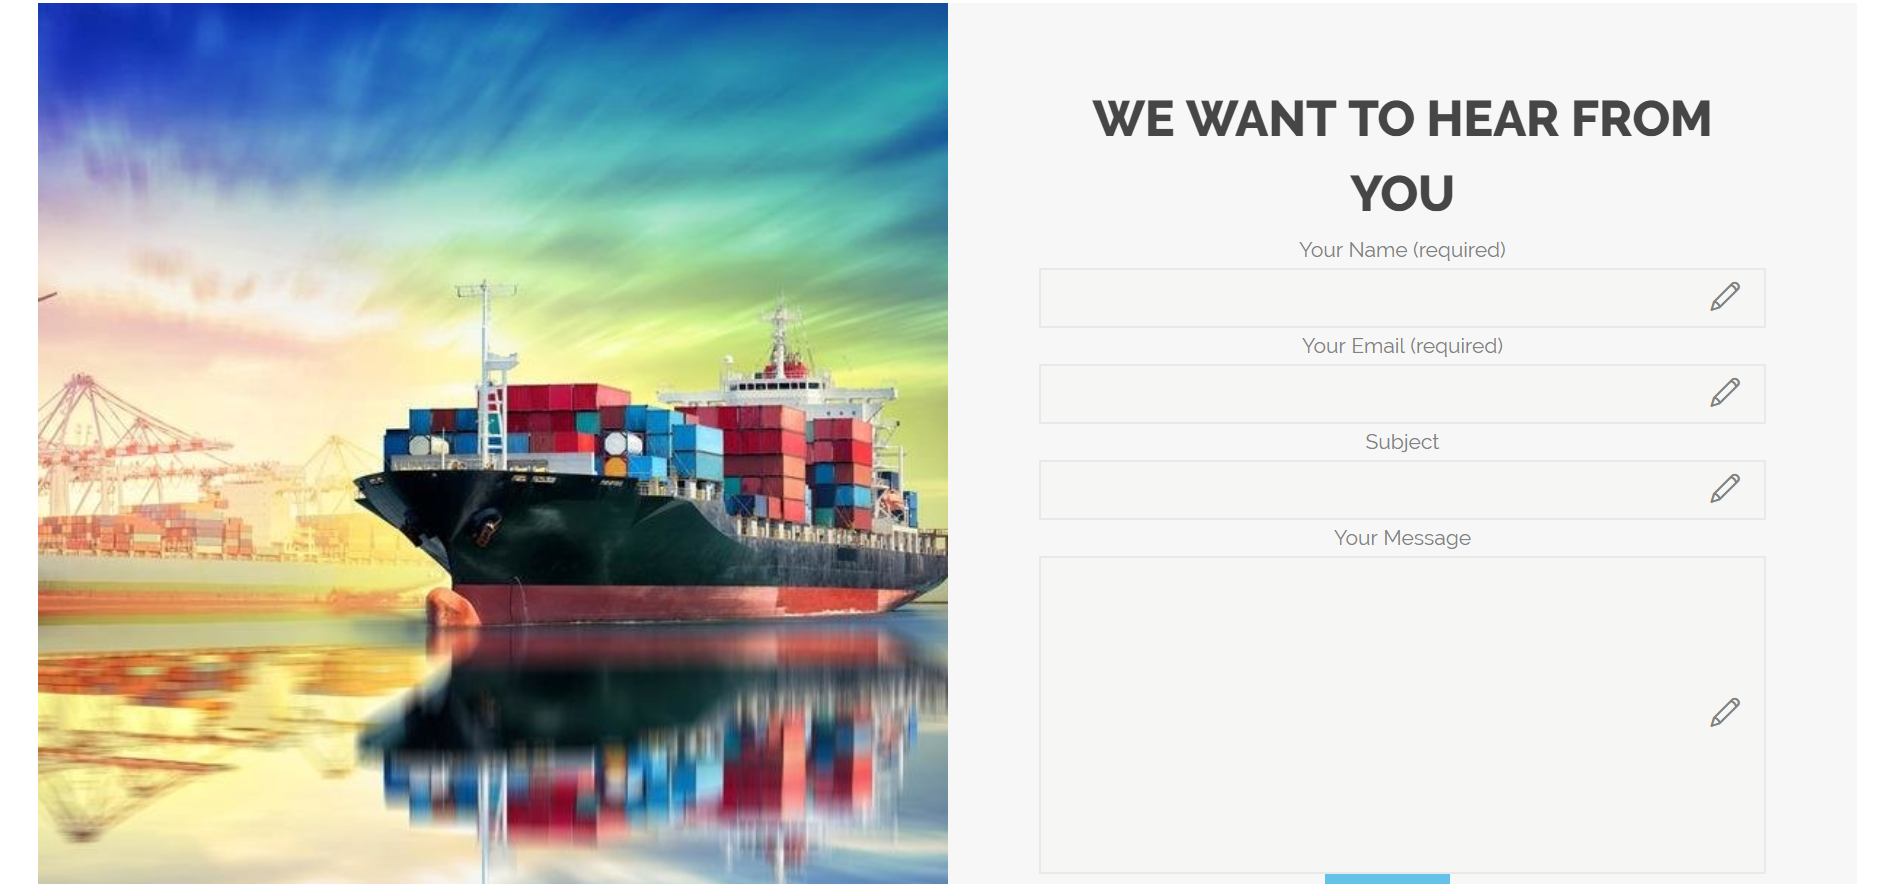 WE WANT TO HEAR FROM
YOU
Your Name (required)
Your Email (required)
Subject
Your Message